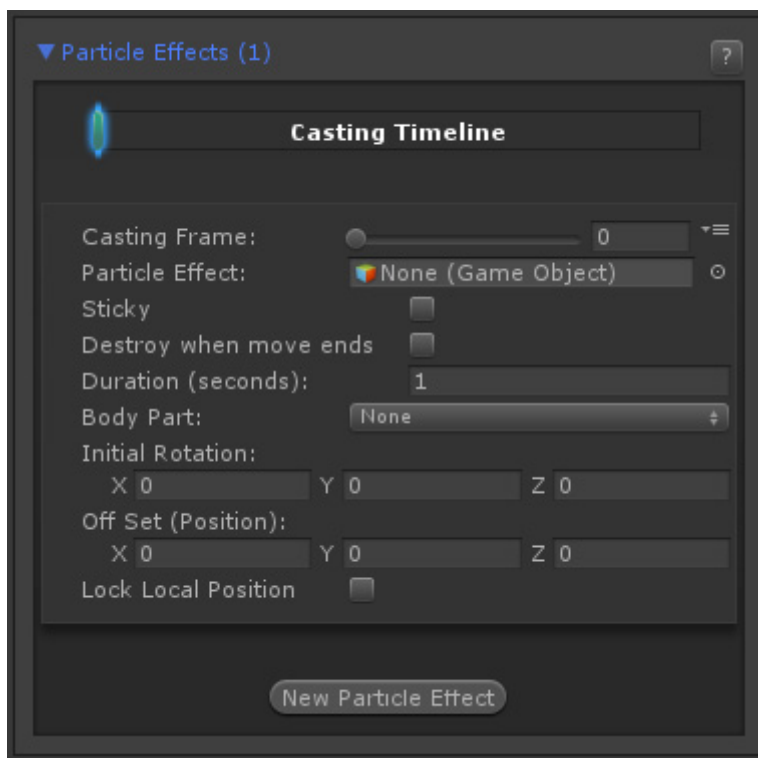 Particle Effects (1)
?
Casting Timeline
Casting Frame: 0
Particle Effect: None (Game Object)
Sticky
Destroy when move ends
Duration (seconds): 1
Body Part: None
Initial Rotation:
X 0 Y 0 Z 0
Off Set (Position):
X 0 Y 0 Z 0
Lock Local Position
New Particle Effect